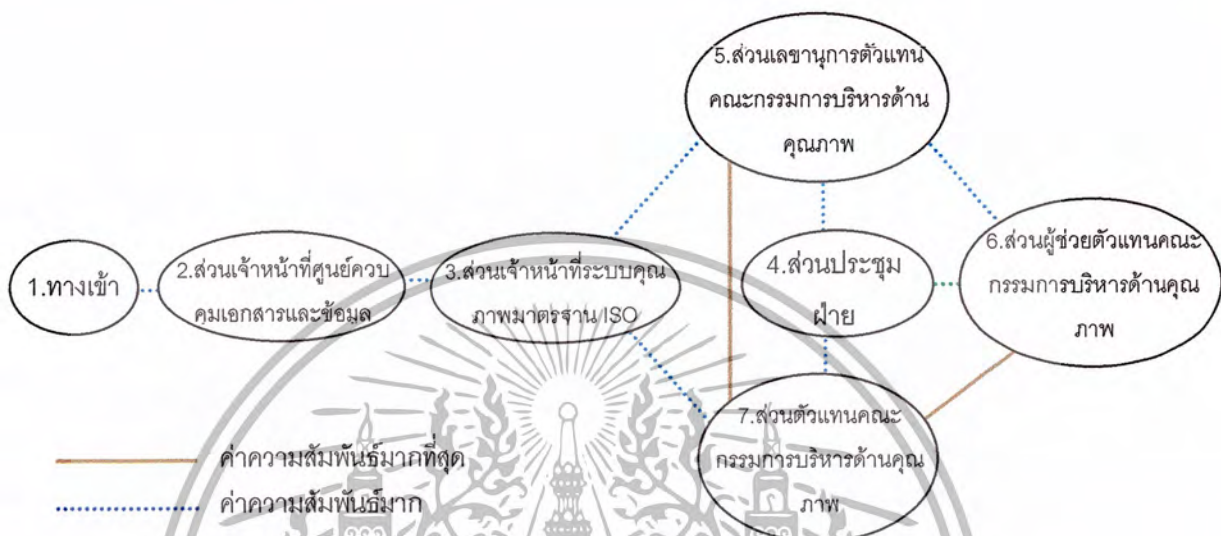 5.ส่วนเลขานุการตัวแทน
คณะกรรมการบริหารด้าน
คุณภาพ
1.ทางเข้า
2.ส่วนเจ้าหน้าที่ศูนย์ควบ
คุมเอกสารและข้อมูล
3.ส่วนเจ้าหน้าที่ระบบคุณ
ภาพมาตรฐาน ISO
4.ส่วนประชุม
ฝ่าย
6.ส่วนผู้ช่วยตัวแทนคณะ
กรรมการบริหารด้านคุณ
ภาพ
7.ส่วนตัวแทนคณะ
กรรมการบริหารด้านคุณ
ภาพ
ค่าความสัมพันธ์มากที่สุด
ค่าความสัมพันธ์มาก